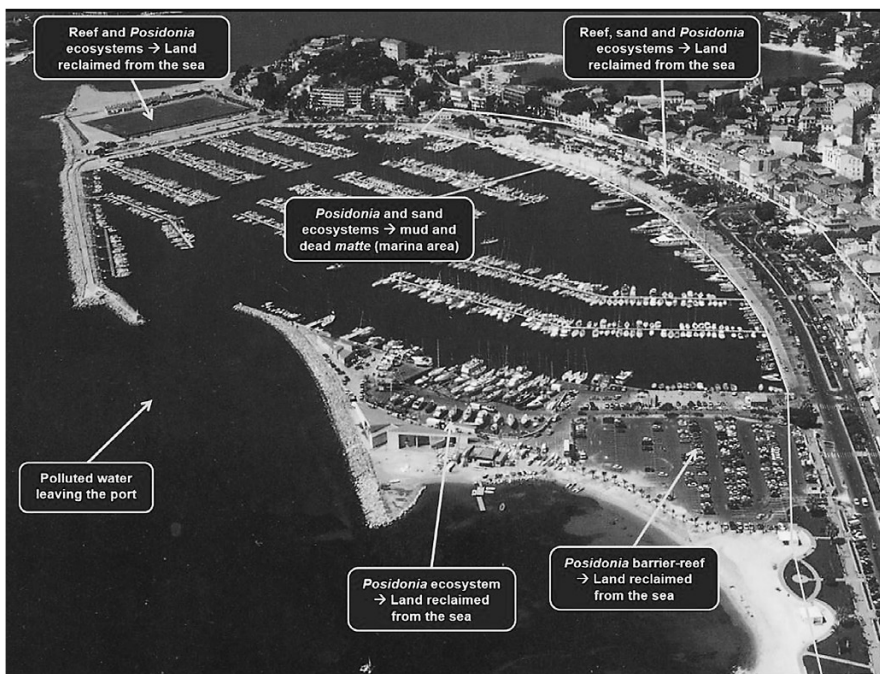 Reef and Posidonia
ecosystems → Land
reclaimed from the sea
Reef, sand and Posidonia
ecosystems → Land
reclaimed from the sea
Posidonia and sand
ecosystems → mud and
dead matte (marina area)
Polluted water
leaving the port
Posidonia ecosystem
→ Land reclaimed
from the sea
Posidonia barrier-reef
→ Land reclaimed
from the sea